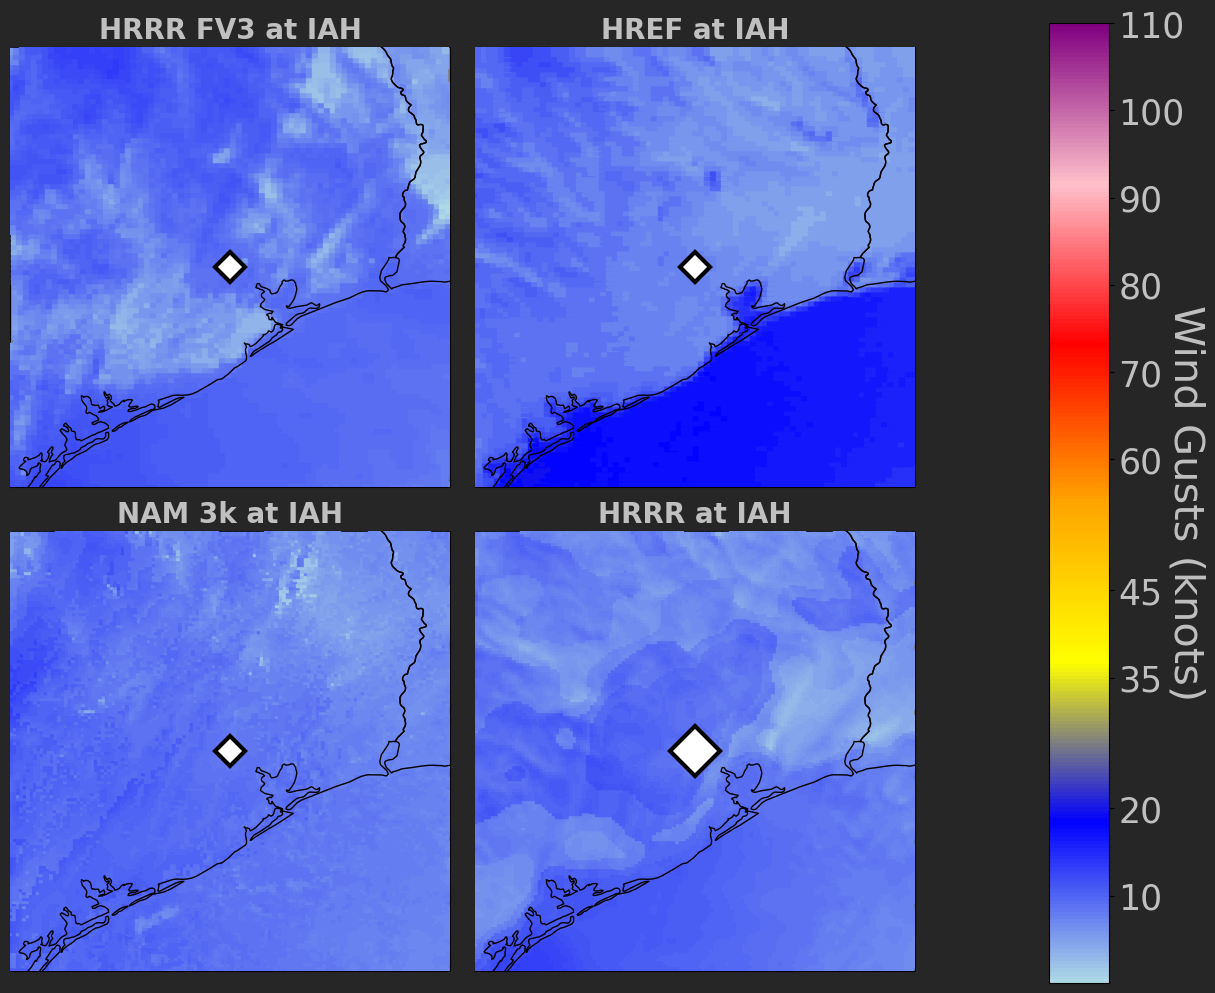 HRRR FV3 at IAH
HREF at IAH
NAM 3k at IAH
HRRR at IAH
110
100
90
80
70
60
45
35
20
10
Wind Gusts (knots)